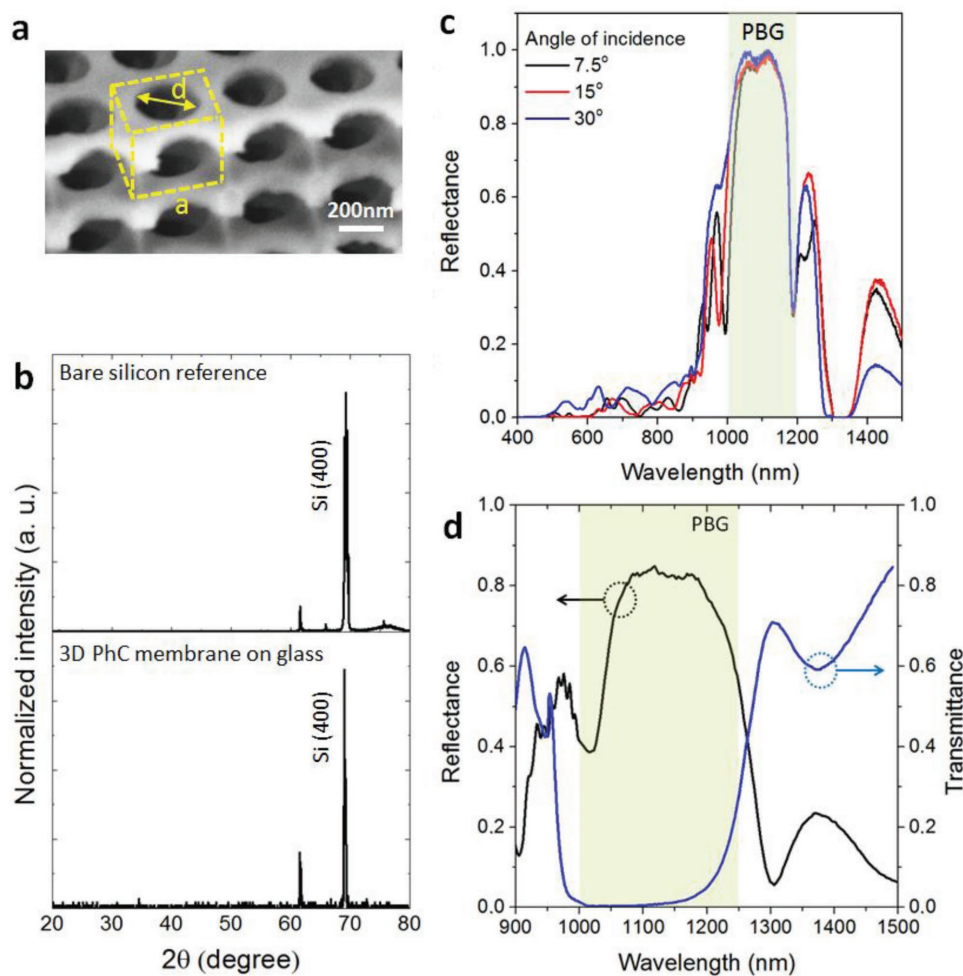 a
d
a
200nm
b
Bare silicon reference
Si (400)
3D PhC membrane on glass
Si (400)
Normalized intensity (a. u.)
20 30 40 50 60 70 80
2θ (degree)
c
PBG
Angle of incidence
7.5°
15°
30°
1.0
0.8
0.6
0.4
0.2
0.0
Reflectance
400 600 800 1000 1200 1400
Wavelength (nm)
d
PBG
1.0 1.0
0.8 0.8
0.6 0.6
0.4 0.4
0.2 0.2
0.0 0.0
Reflectance
Transmittance
900 1000 1100 1200 1300 1400 1500
Wavelength (nm)